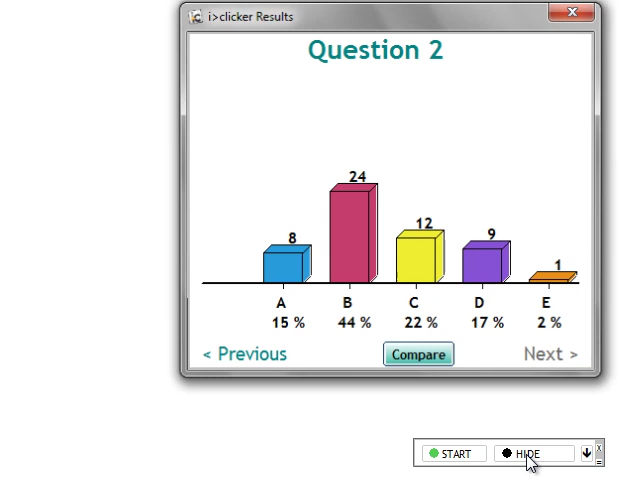 i>clicker Results
Question 2
24
12
8
9
1
A B C D E
15 % 44 % 22 % 17 % 2 %
< Previous Compare Next >
START HIDE